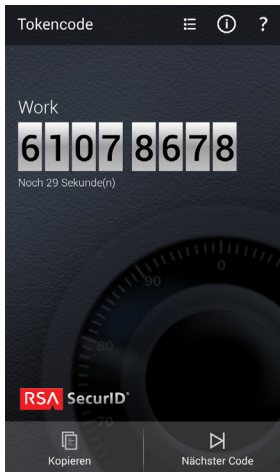 Tokencode ?
Work
6107 8678
Noch 29 Sekunde(n)
0
90
80
RSA SecurID®
70
Kopieren Nächster Code